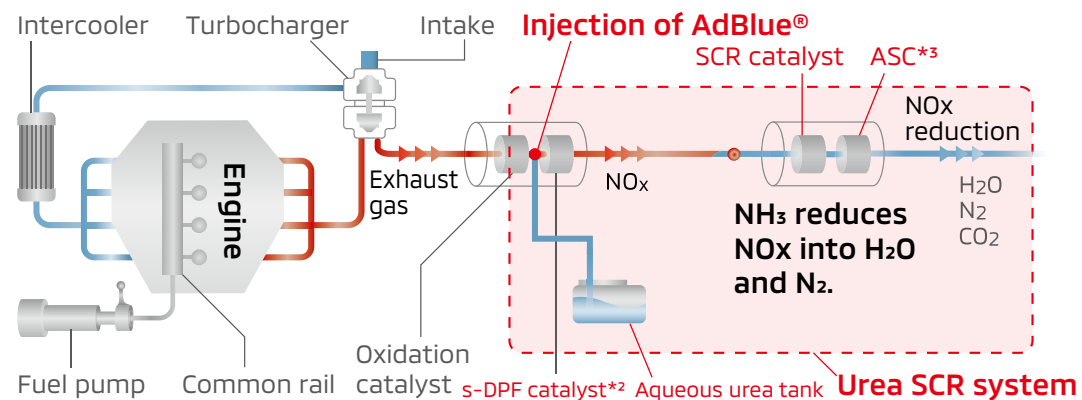 Intercooler
Turbocharger
Intake
Injection of AdBlue®
SCR catalyst
ASC*³
NOx
reduction
Engine
Exhaust
gas
NOx
H₂O
N₂
CO₂
NH₃ reduces
NOx into H₂O
and N₂.
Fuel pump
Common rail
Oxidation
catalyst
s-DPF catalyst*²
Aqueous urea tank
Urea SCR system